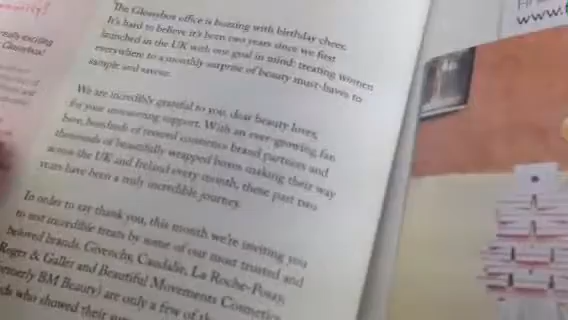 The Glossybox office is buzzing with birthday cheer.
It's hard to believe it's been two years since we first
launched in the UK with one goal in mind: treating women
everywhere to a monthly surprise of beauty must-haves to
sample and savour.
We are incredibly grateful to you, dear beauty lovers,
for your unwavering support. With an ever-growing fan
base, hundreds of revered cosmetics brand partners and
thousands of beautifully wrapped boxes making their way
across the UK and Ireland every month, these past two
years have been a truly incredible journey.
In order to say thank you, this month we're inviting you
to test incredible treats by some of our most trusted and
beloved brands. Givenchy, Caudalie, La Roche-Posay,
Roger & Gallet and Beautiful Movements Cosmetics
formerly BM Beauty) are only a few of the
who showed their
really exciting
Glossybox!
www.